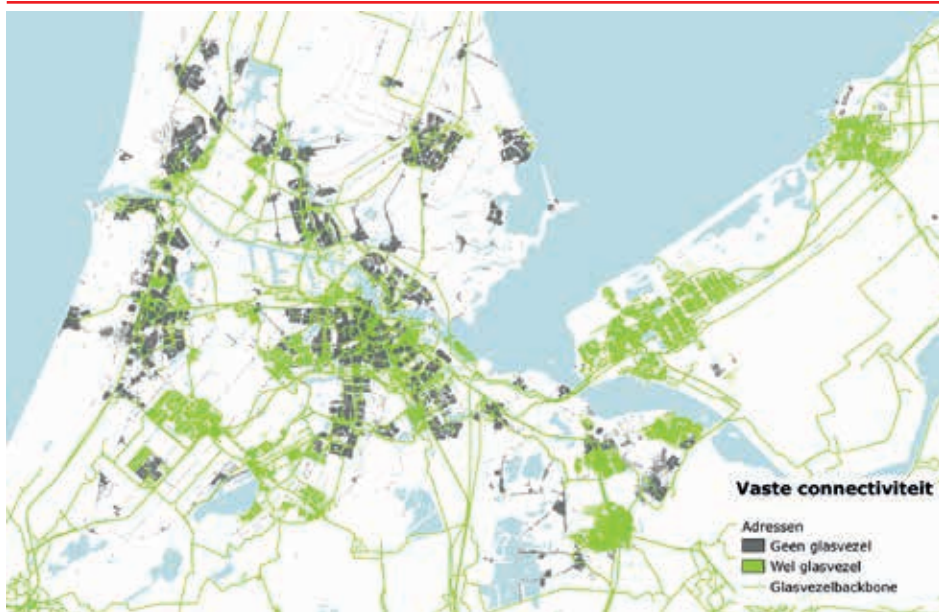 Vaste connectiviteit
Adressen
Geen glasvezel
Wel glasvezel
Glasvezelbackbone